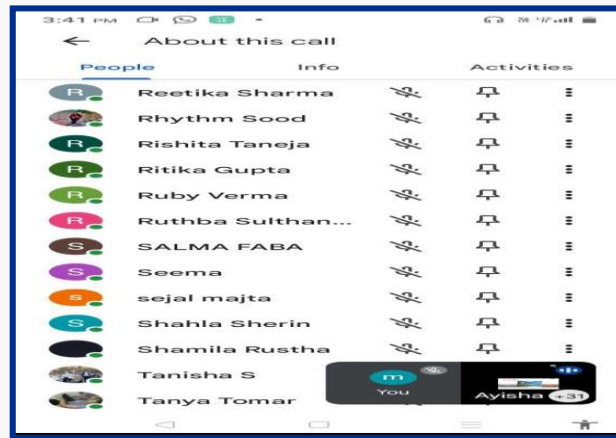 3:41 PM
About this call
People Info Activities
R Reetika Sharma
Rhythm Sood
R Rishita Taneja
R Ritika Gupta
R Ruby Verma
R Ruthba Sulthan...
S SALMA FABA
S Seema
s sejal majta
S Shahla Sherin
Shamila Rustha
Tanisha S
Tanya Tomar
m
You
Ayisha +31